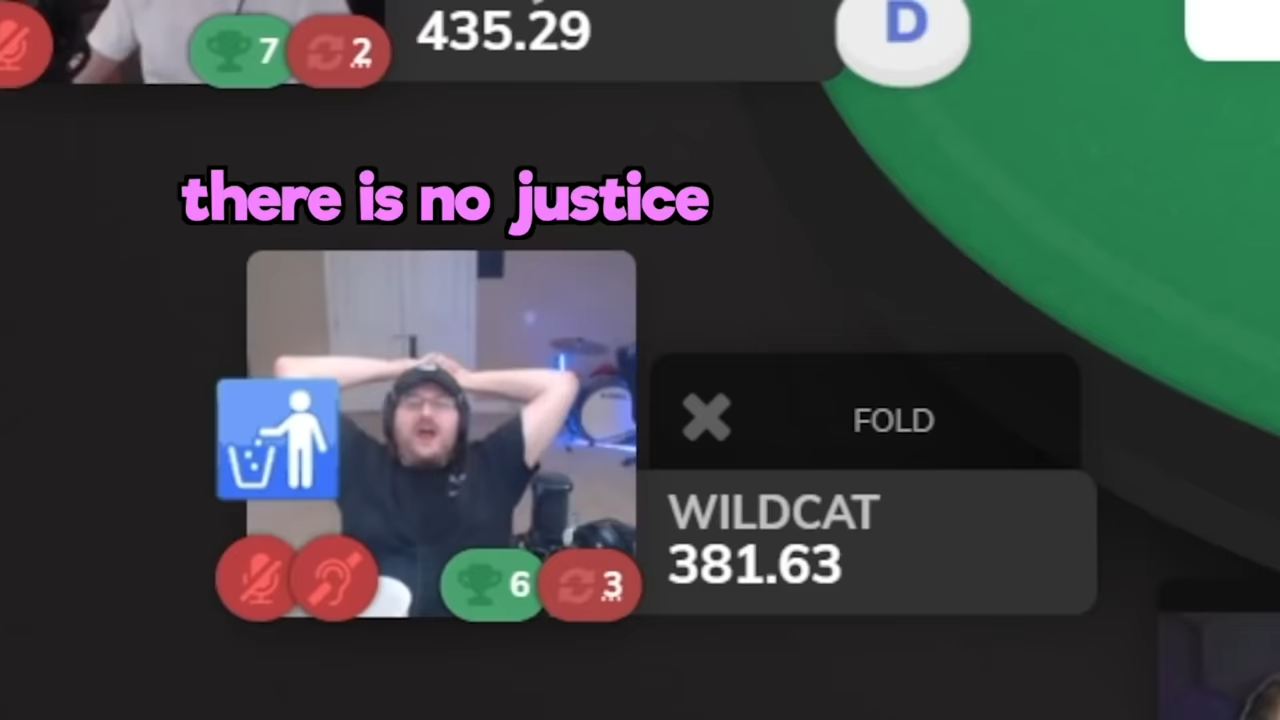 435.29
7
2
D
there is no justice
FOLD
WILDCAT
381.63
6
3